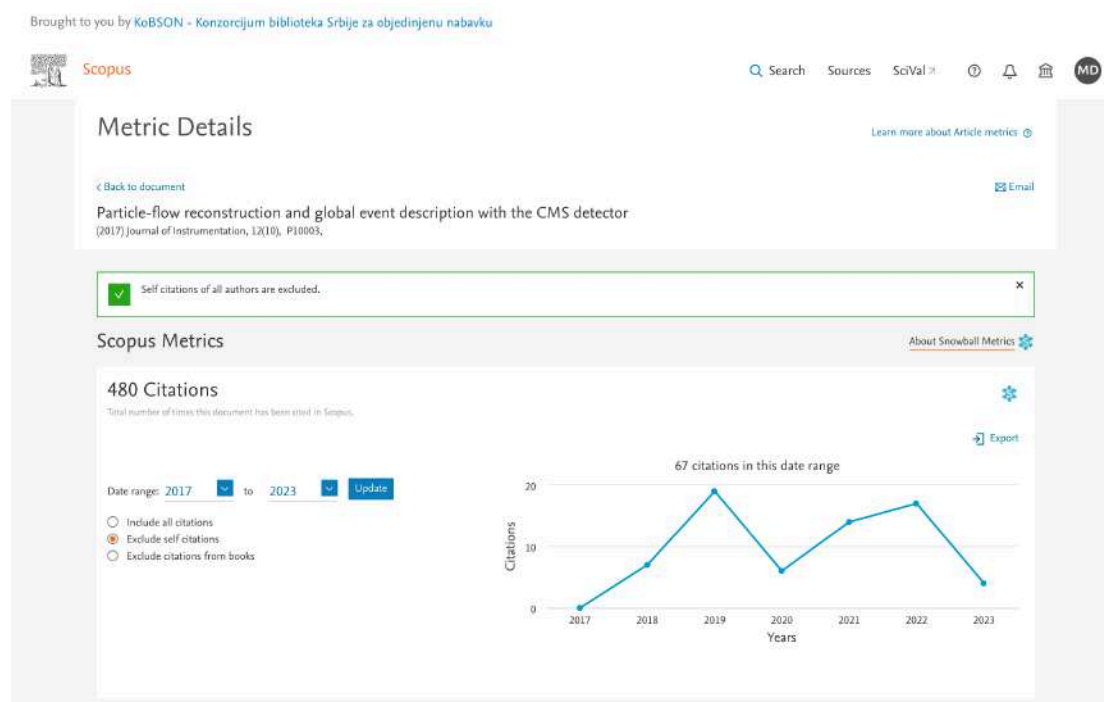 Brought to you by KoBSON - Konzorcijum biblioteka Srbije za objedinjenu nabavku
Scopus
Search Sources SciVal ↗ MD
Metric Details
Learn more about Article metrics
< Back to document
Email
Particle-flow reconstruction and global event description with the CMS detector
(2017) Journal of Instrumentation, 12(10), P10003,
Self citations of all authors are excluded. ×
Scopus Metrics
About Snowball Metrics
480 Citations
Total number of times this document has been cited in Scopus.
Export
Date range: 2017 to 2023 Update
Include all citations
Exclude self citations
Exclude citations from books
67 citations in this date range
20
10
0
Citations
2017 2018 2019 2020 2021 2022 2023
Years